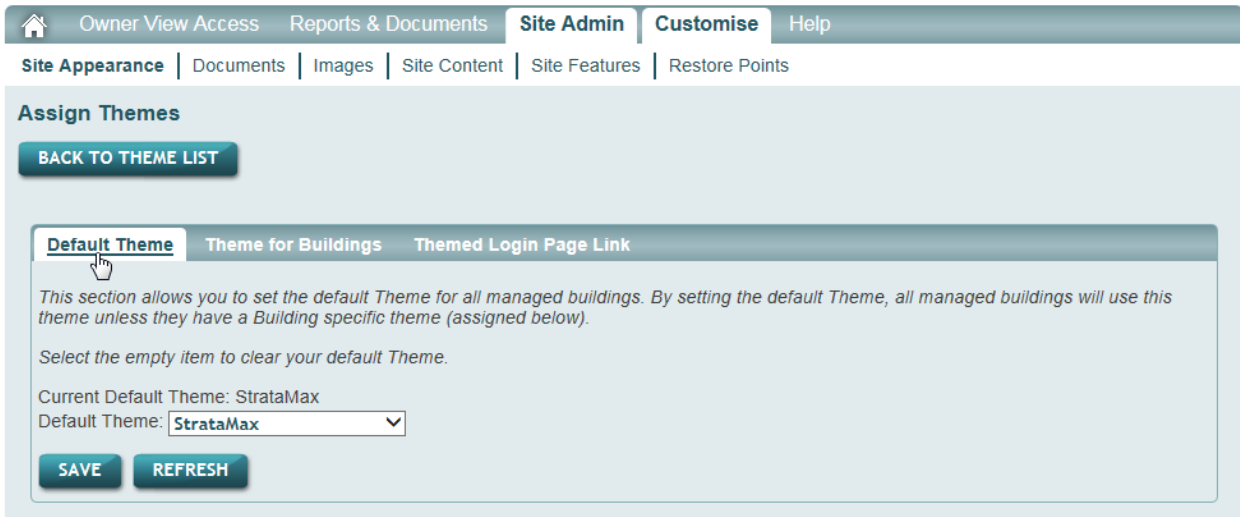 Owner View Access Reports & Documents Site Admin Customise Help
Site Appearance Documents Images Site Content Site Features Restore Points
Assign Themes
BACK TO THEME LIST
Default Theme Theme for Buildings Themed Login Page Link
This section allows you to set the default Theme for all managed buildings. By setting the default Theme, all managed buildings will use this
theme unless they have a Building specific theme (assigned below).
Select the empty item to clear your default Theme.
Current Default Theme: StrataMax
Default Theme: StrataMax
SAVE REFRESH